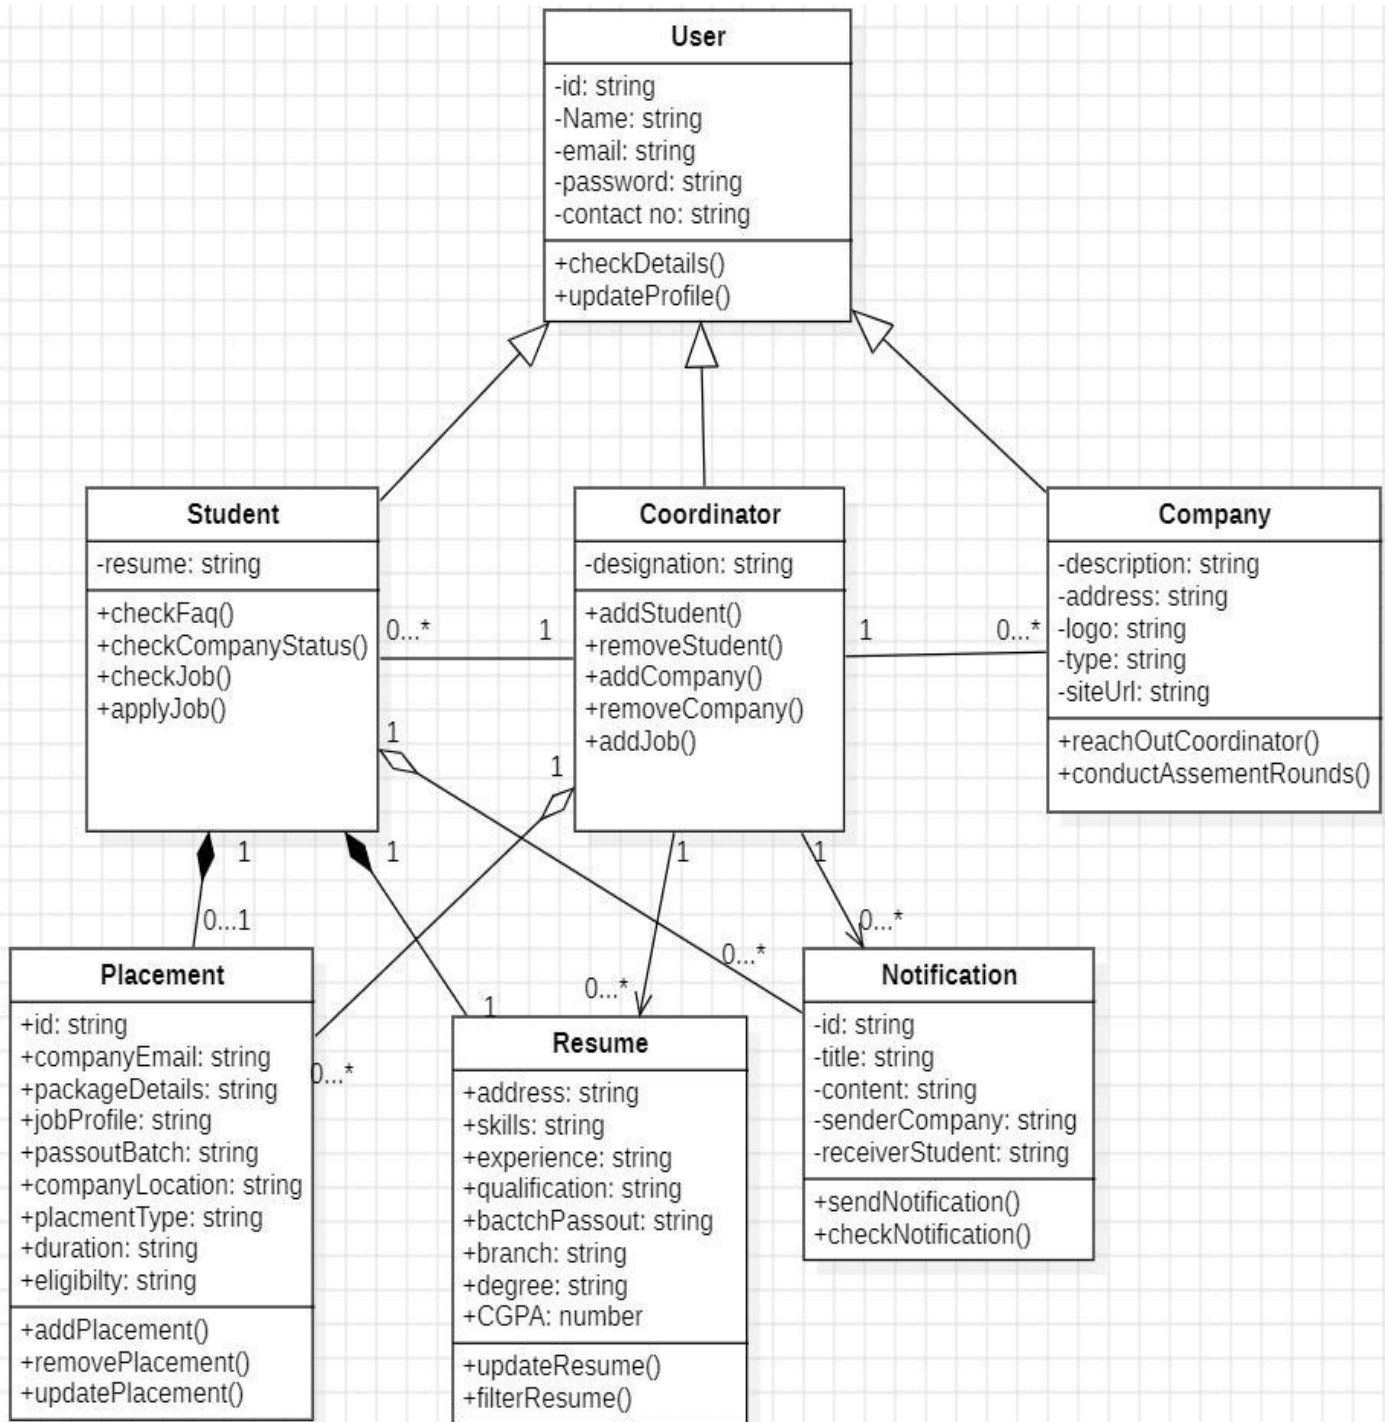 User
-id: string
-Name: string
-email: string
-password: string
-contact no: string
+checkDetails()
+updateProfile()
Student
-resume: string
+checkFaq()
+checkCompanyStatus()
+checkJob()
+applyJob()
0...*
1
Coordinator
-designation: string
+addStudent()
+removeStudent()
+addCompany()
+removeCompany()
+addJob()
1
0...*
Company
-description: string
-address: string
-logo: string
-type: string
-siteUrl: string
+reachOutCoordinator()
+conductAssementRounds()
1
1
1
1
1
1
0...1
0...*
0...*
0...*
1
0...*
Placement
+id: string
+companyEmail: string
+packageDetails: string
+jobProfile: string
+passoutBatch: string
+companyLocation: string
+placmentType: string
+duration: string
+eligibilty: string
+addPlacement()
+removePlacement()
+updatePlacement()
Resume
+address: string
+skills: string
+experience: string
+qualification: string
+bactchPassout: string
+branch: string
+degree: string
+CGPA: number
+updateResume()
+filterResume()
Notification
-id: string
-title: string
-content: string
-senderCompany: string
-receiverStudent: string
+sendNotification()
+checkNotification()